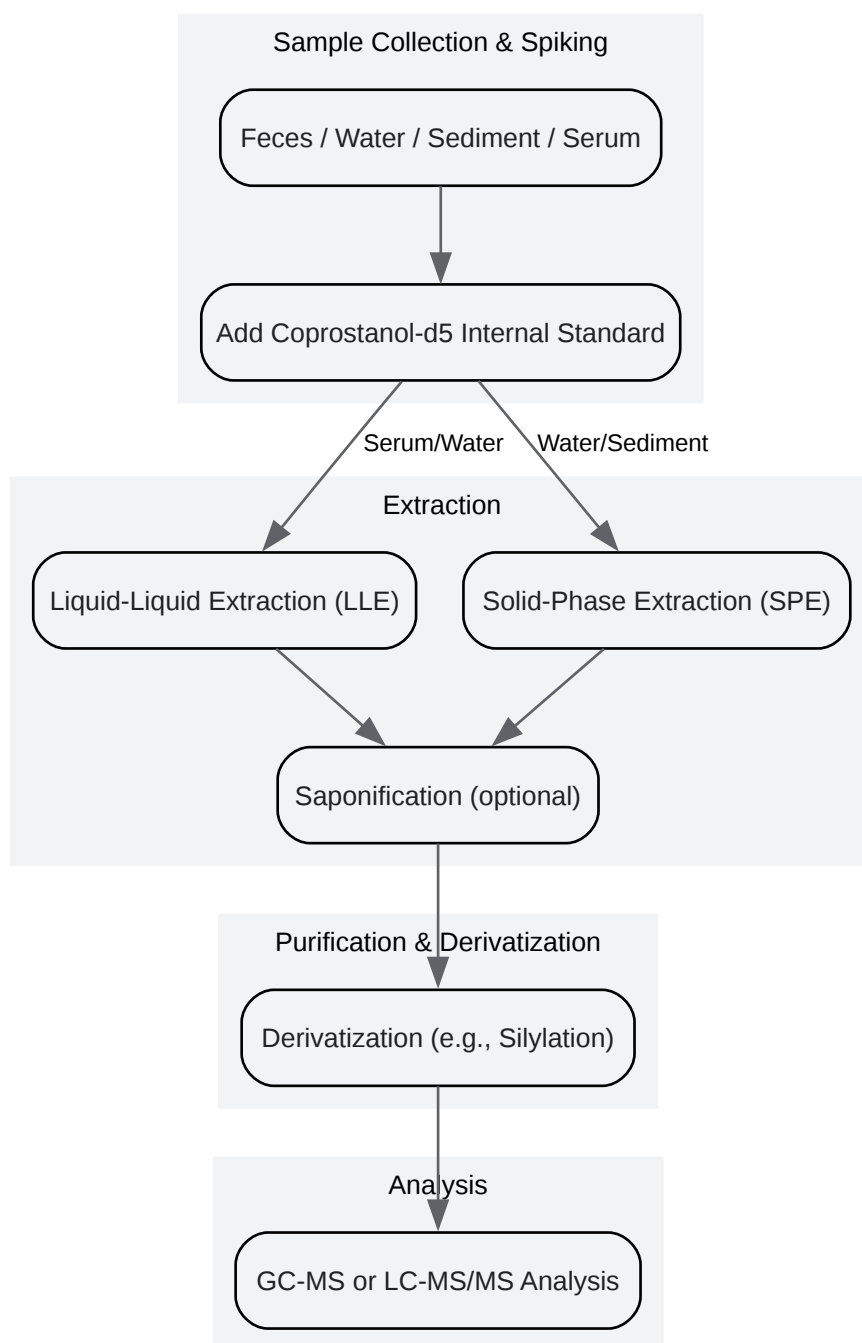 Sample Collection & Spiking
Feces / Water / Sediment / Serum
Add Coprostanol-d5 Internal Standard
Serum/Water
Water/Sediment
Extraction
Liquid-Liquid Extraction (LLE)
Solid-Phase Extraction (SPE)
Saponification (optional)
Purification & Derivatization
Derivatization (e.g., Silylation)
Analysis
GC-MS or LC-MS/MS Analysis